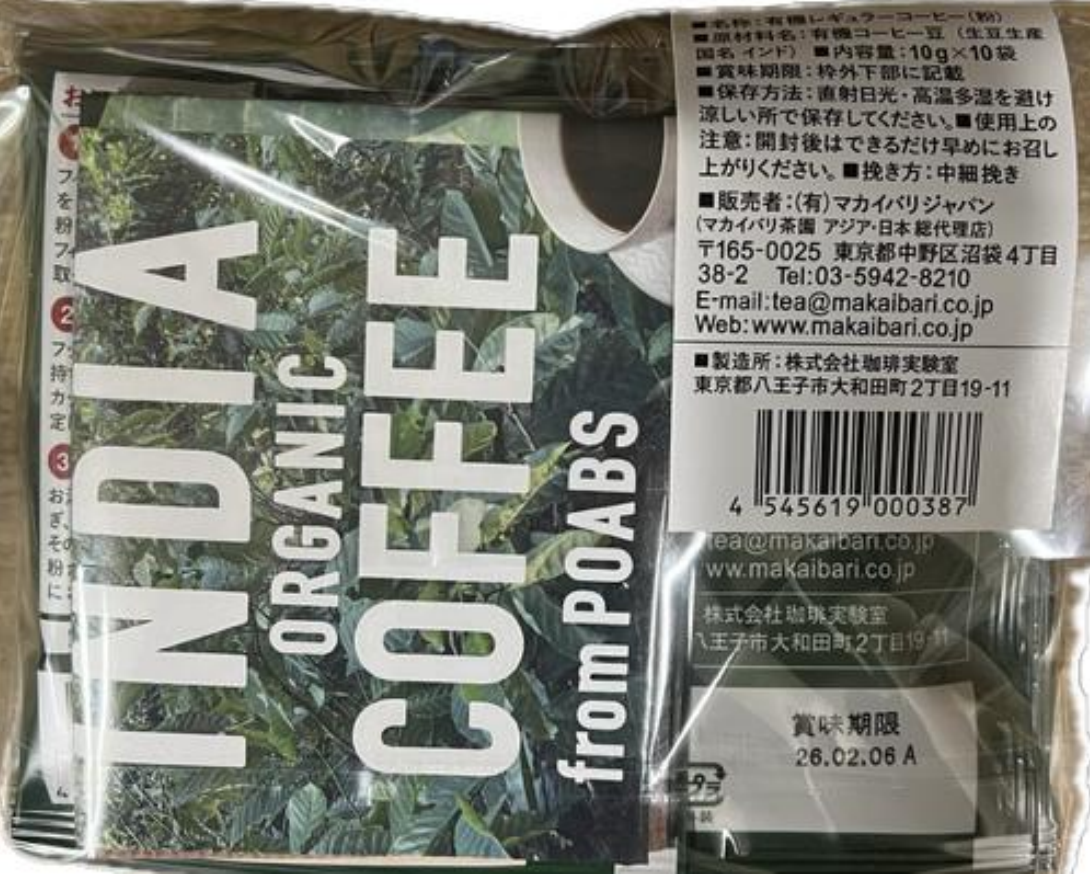 INDIA
ORGANIC
COFFEE
from POABS
■名称：有機レギュラーコーヒー（粉）
■原材料名：有機コーヒー豆（生豆生産
国名 インド） ■内容量：10g×10袋
■賞味期限：枠外下部に記載
■保存方法：直射日光・高温多湿を避け
涼しい所で保存してください。■使用上の
注意：開封後はできるだけ早めにお召し
上がりください。■挽き方：中細挽き
■販売者：(有)マカイバリジャパン
(マカイバリ茶園 アジア・日本総代理店)
〒165-0025 東京都中野区沼袋4丁目
38-2 Tel:03-5942-8210
E-mail:tea@makaibari.co.jp
Web:www.makaibari.co.jp
■製造所：株式会社珈琲実験室
東京都八王子市大和田町2丁目19-11
4 545619 000387
tea@makaibari.co.jp
ww.makaibari.co.jp
株式会社珈琲実験室
八王子市大和田町2丁目19-11
賞味期限
26.02.06 A
プラ